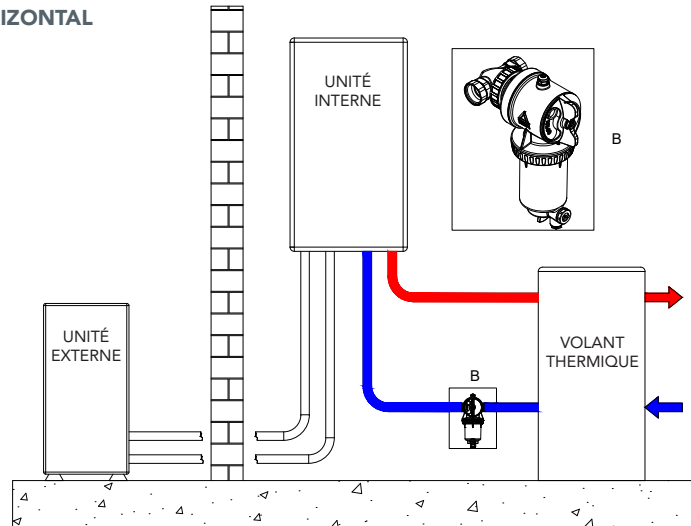 IZONTAL
UNITÉ
INTERNE
B
UNITÉ
EXTERNE
VOLANT
THERMIQUE
B